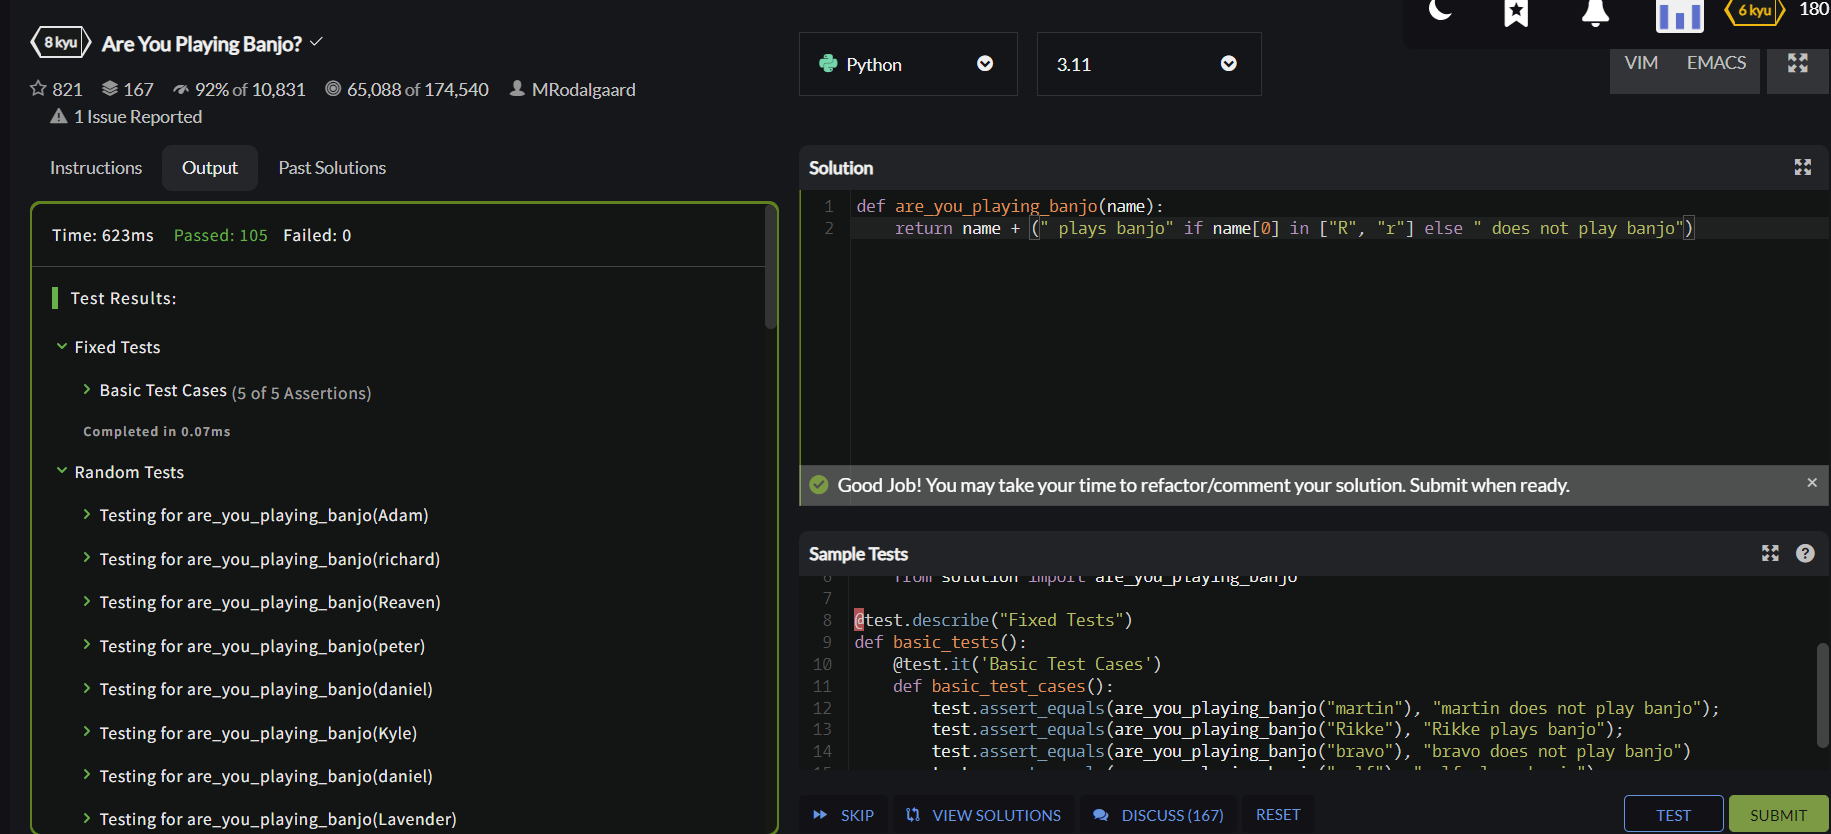 8 kyu Are You Playing Banjo?
821 167 92% of 10,831 65,088 of 174,540 MRodalgaard
1 Issue Reported
Instructions Output Past Solutions
Time: 623ms Passed: 105 Failed: 0
Test Results:
Fixed Tests
Basic Test Cases (5 of 5 Assertions)
Completed in 0.07ms
Random Tests
Testing for are_you_playing_banjo(Adam)
Testing for are_you_playing_banjo(richard)
Testing for are_you_playing_banjo(Reaven)
Testing for are_you_playing_banjo(peter)
Testing for are_you_playing_banjo(daniel)
Testing for are_you_playing_banjo(Kyle)
Testing for are_you_playing_banjo(daniel)
Testing for are_you_playing_banjo(Lavender)
6 kyu 180
Python 3.11 VIM EMACS
Solution
1 def are_you_playing_banjo(name):
2 return name + (" plays banjo" if name[0] in ["R", "r"] else " does not play banjo")
Good Job! You may take your time to refactor/comment your solution. Submit when ready.
Sample Tests
6 from solution import are_you_playing_banjo
7
8 @test.describe("Fixed Tests")
9 def basic_tests():
10 @test.it('Basic Test Cases')
11 def basic_test_cases():
12 test.assert_equals(are_you_playing_banjo("martin"), "martin does not play banjo");
13 test.assert_equals(are_you_playing_banjo("Rikke"), "Rikke plays banjo");
14 test.assert_equals(are_you_playing_banjo("bravo"), "bravo does not play banjo")
SKIP VIEW SOLUTIONS DISCUSS (167) RESET TEST SUBMIT